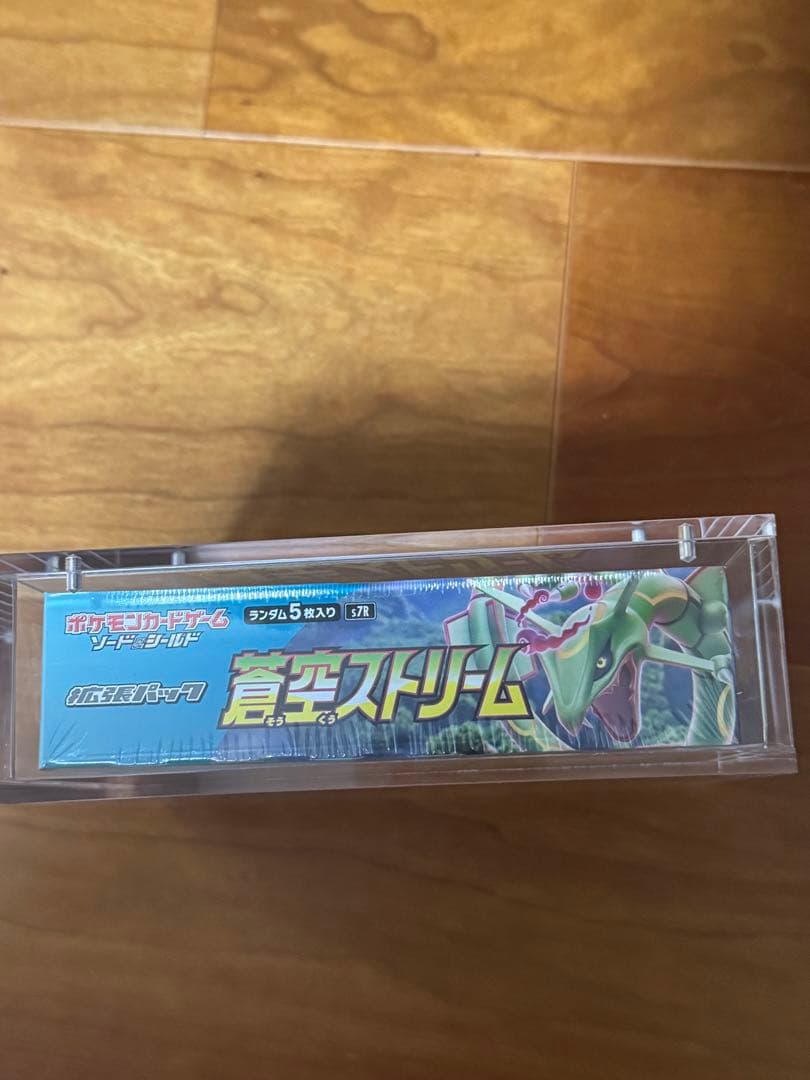 ポケモンカードゲーム
ソード&シールド
ランダム5枚入り s7R
拡張パック
蒼空ストリーム
そう くう